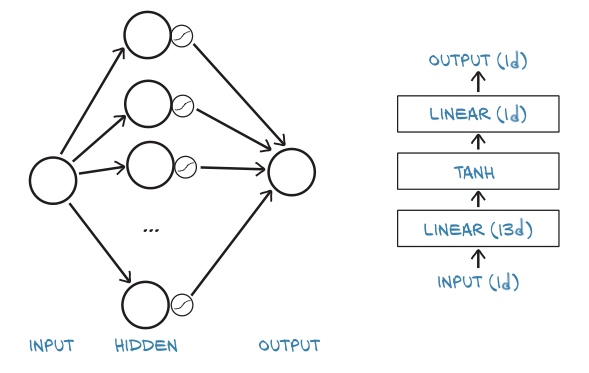 ...
INPUT HIDDEN OUTPUT
OUTPUT (1d)
LINEAR (1d)
TANH
LINEAR (13d)
INPUT (1d)